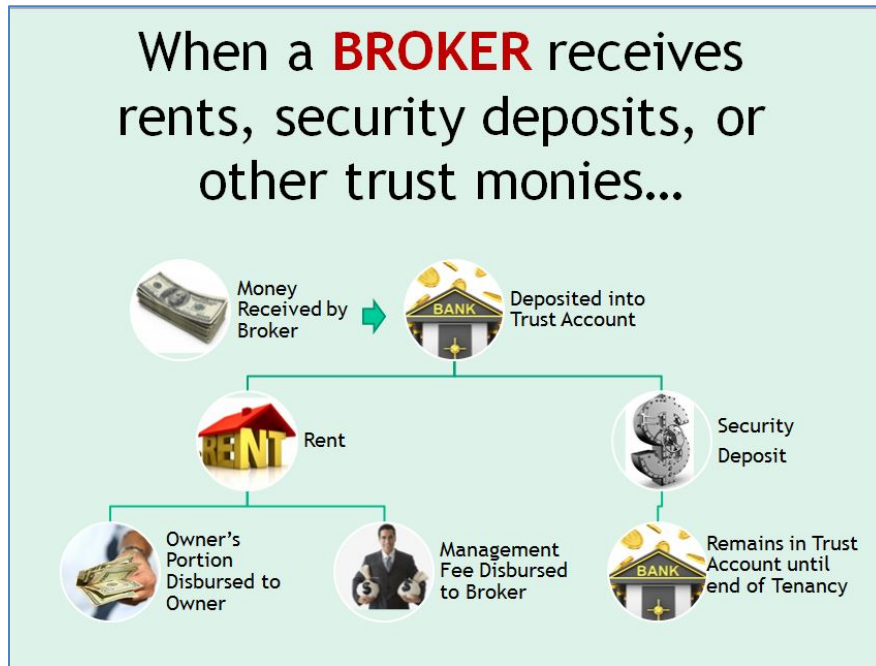 When a BROKER receives
rents, security deposits, or
other trust monies…
Money
Received by
Broker
BANK
Deposited into
Trust Account
RENT
Rent
Security
Deposit
Owner's
Portion
Disbursed to
Owner
Management
Fee Disbursed
to Broker
BANK
Remains in Trust
Account until
end of Tenancy